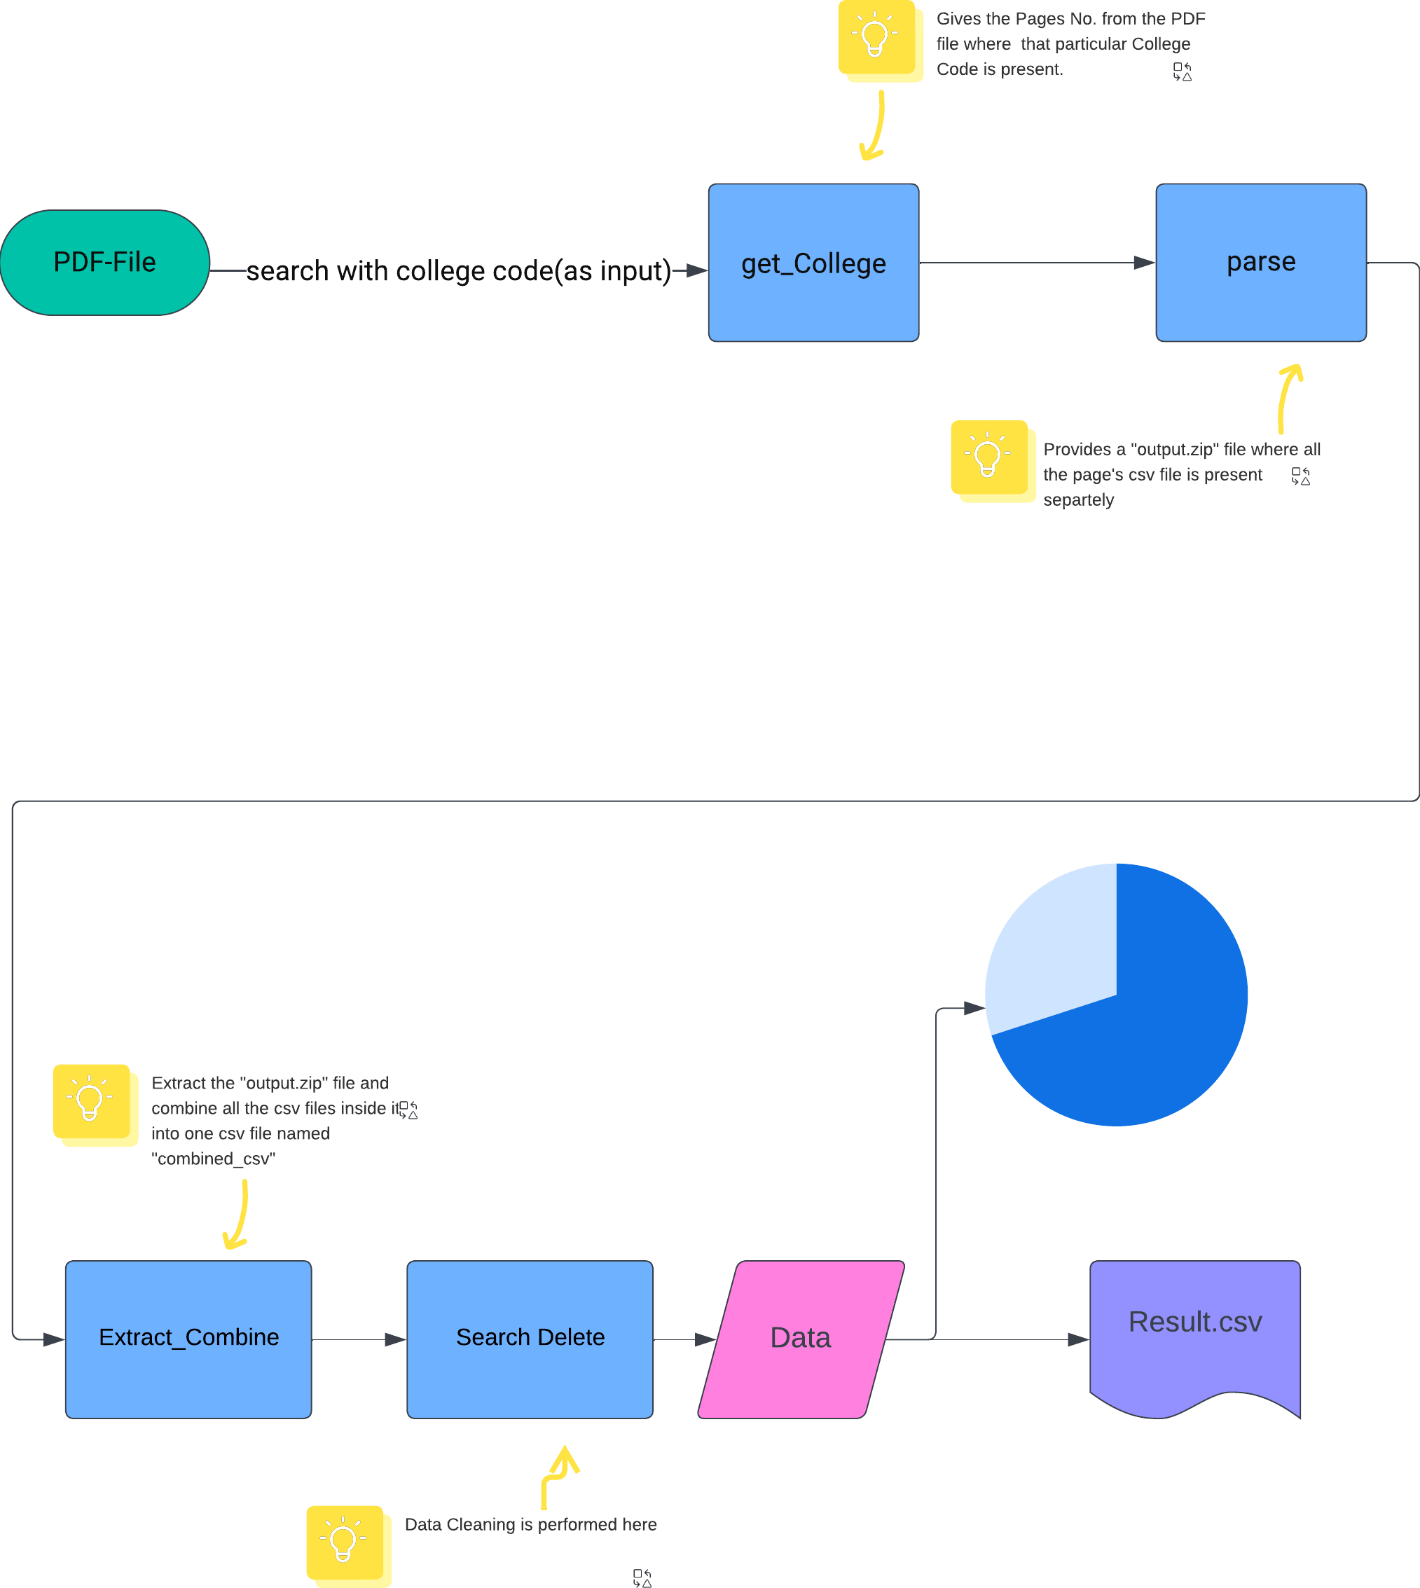 Gives the Pages No. from the PDF
file where  that particular College
Code is present.
PDF-File
search with college code(as input)
get_College
parse
Provides a "output.zip" file where all
the page's csv file is present
separtely
Extract the "output.zip" file and
combine all the csv files inside it
into one csv file named
"combined_csv"
Extract_Combine
Search Delete
Data
Result.csv
Data Cleaning is performed here